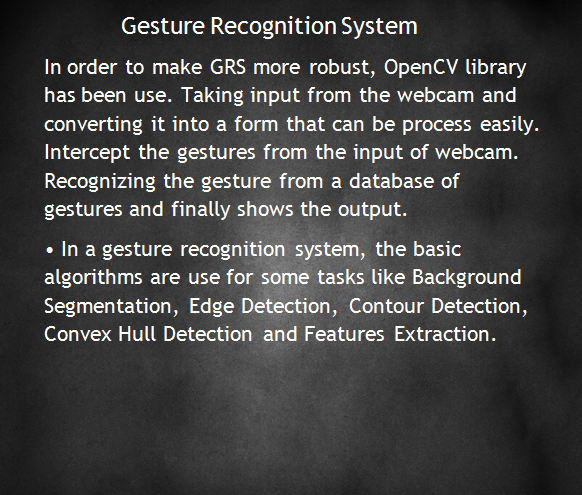 Gesture Recognition System
In order to make GRS more robust, OpenCV library
has been use. Taking input from the webcam and
converting it into a form that can be process easily.
Intercept the gestures from the input of webcam.
Recognizing the gesture from a database of
gestures and finally shows the output.
• In a gesture recognition system, the basic
algorithms are use for some tasks like Background
Segmentation, Edge Detection, Contour Detection,
Convex Hull Detection and Features Extraction.